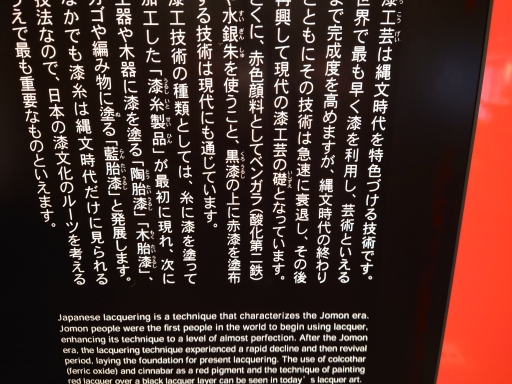 漆工芸は縄文時代を特色づける技術です。
世界で最も早く漆を利用し、芸術といえる
まで完成度を高めますが、縄文時代の終わり
とともにその技術は急速に衰退し、その後
再興して現代の漆工芸の礎となっています。
とくに、赤色顔料としてベンガラ（酸化第二鉄）
や水銀朱を使うこと、黒漆の上に赤漆を塗布
する技術は現代にも通じています。
漆工技術の種類としては、糸に漆を塗って
加工した「漆糸製品」が最初に現れ、次に
土器や木器に漆を塗る「陶胎漆」「木胎漆」、
カゴや編み物に塗る「籃胎漆」と発展します。
なかでも漆糸は縄文時代だけに見られる
技法なので、日本の漆文化のルーツを考える
うえで最も重要なものといえます。
Japanese lacquering is a technique that characterizes the Jomon era.
Jomon people were the first people in the world to begin using lacquer,
enhancing its technique to a level of almost perfection. After the Jomon
era, the lacquering technique experienced a rapid decline and then revival
period, laying the foundation for present lacquering. The use of colcothar
(ferric oxide) and cinnabar as a red pigment and the technique of painting
red lacquer over a black lacquer layer can be seen in today's lacquer art.